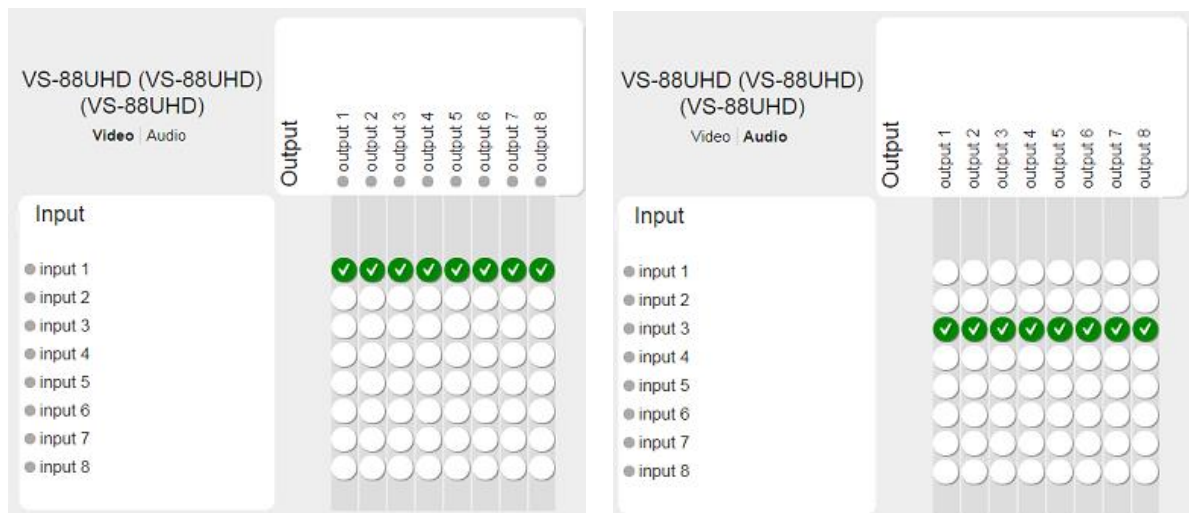 VS-88UHD (VS-88UHD)
(VS-88UHD)
Video | Audio
Output
output 1
output 2
output 3
output 4
output 5
output 6
output 7
output 8
Input
input 1
input 2
input 3
input 4
input 5
input 6
input 7
input 8
VS-88UHD (VS-88UHD)
(VS-88UHD)
Video | Audio
Output
output 1
output 2
output 3
output 4
output 5
output 6
output 7
output 8
Input
input 1
input 2
input 3
input 4
input 5
input 6
input 7
input 8